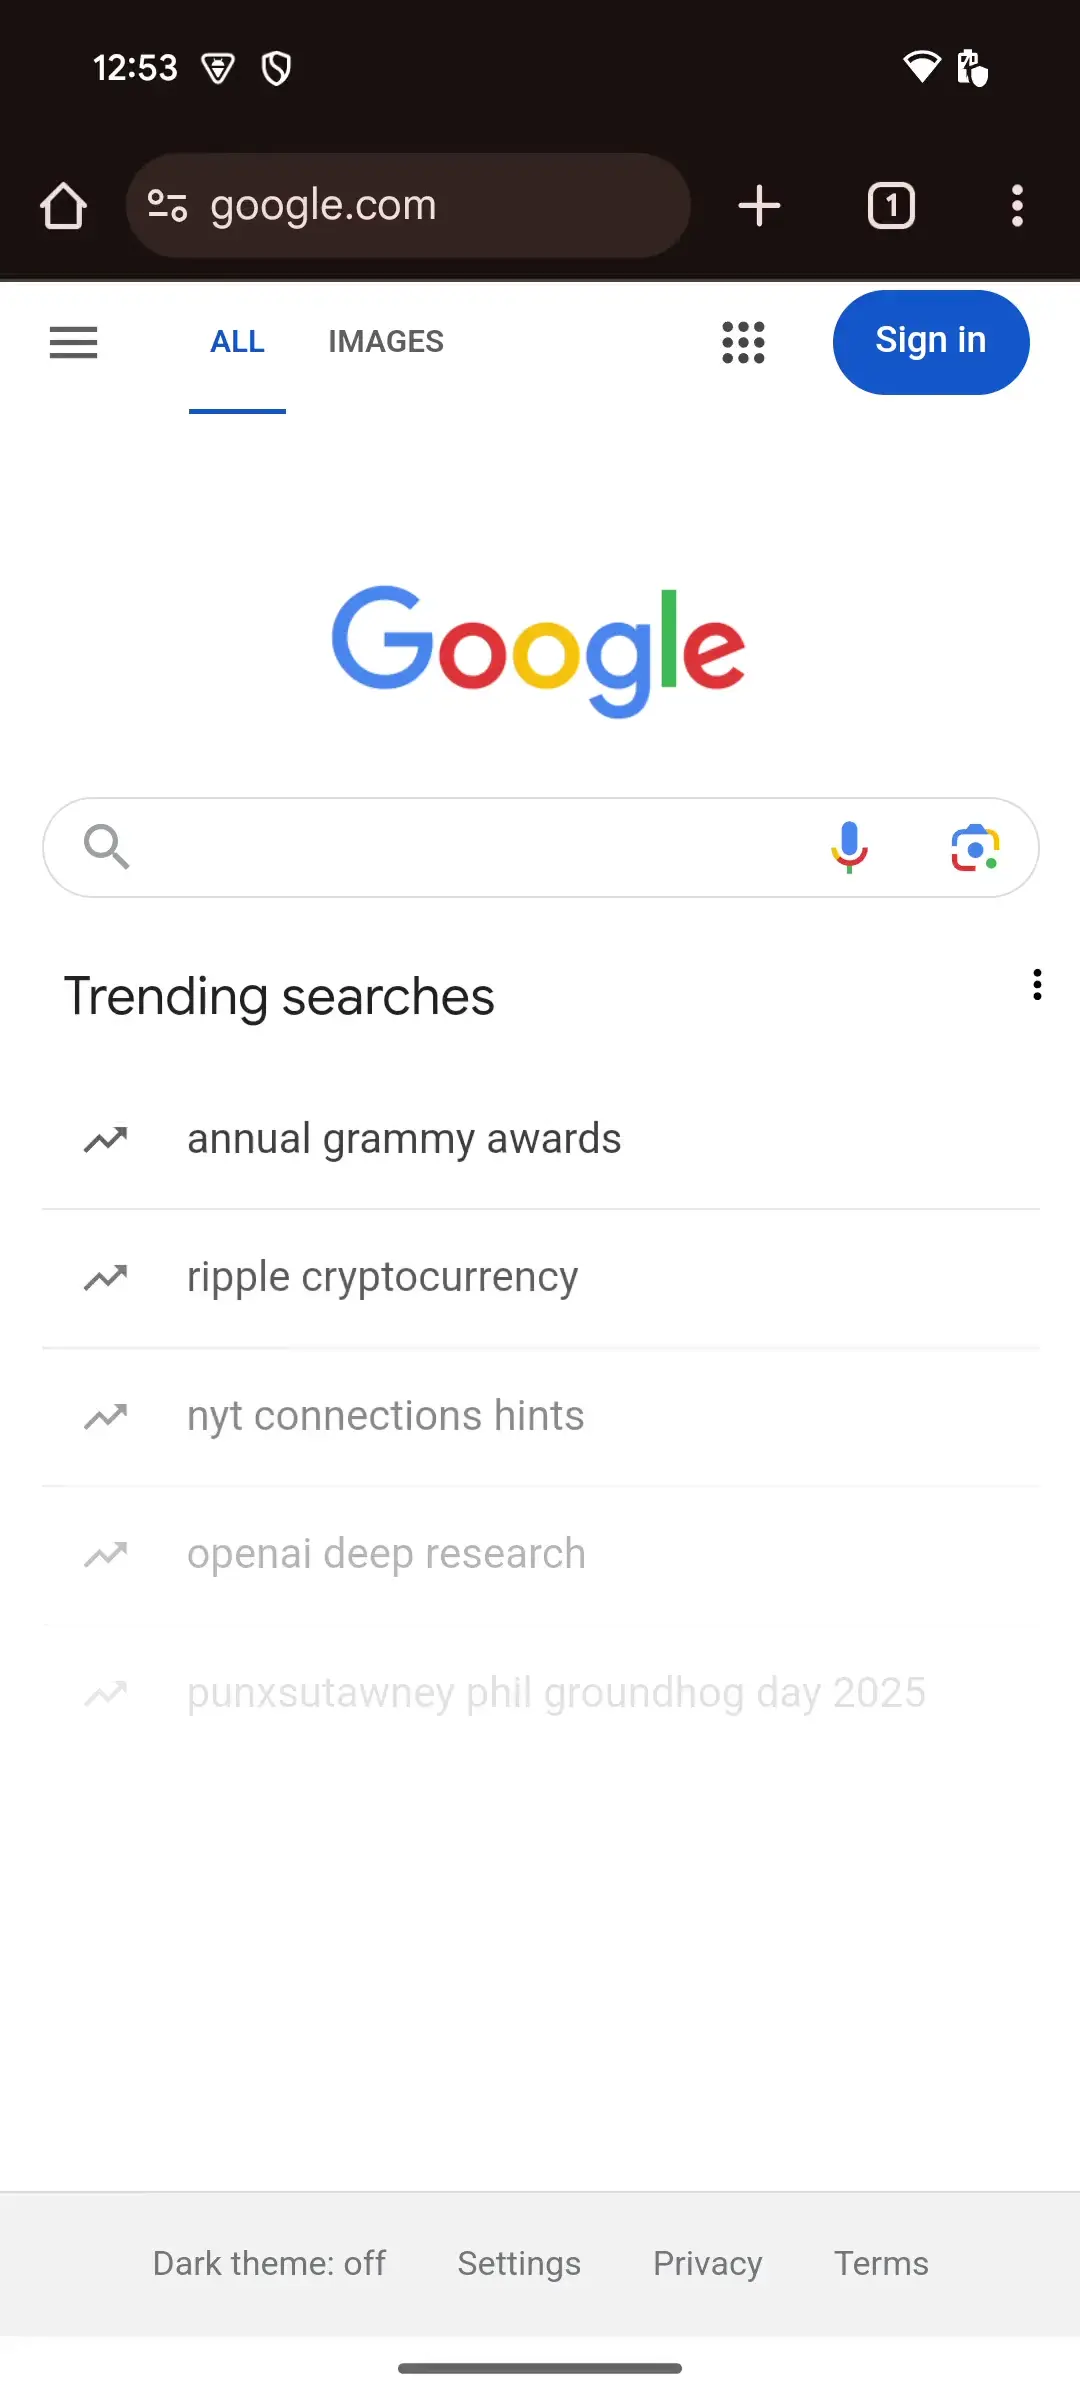 12:53
google.com
1
ALL IMAGES Sign in
Google
Trending searches
annual grammy awards
ripple cryptocurrency
nyt connections hints
openai deep research
punxsutawney phil groundhog day 2025
Dark theme: off Settings Privacy Terms